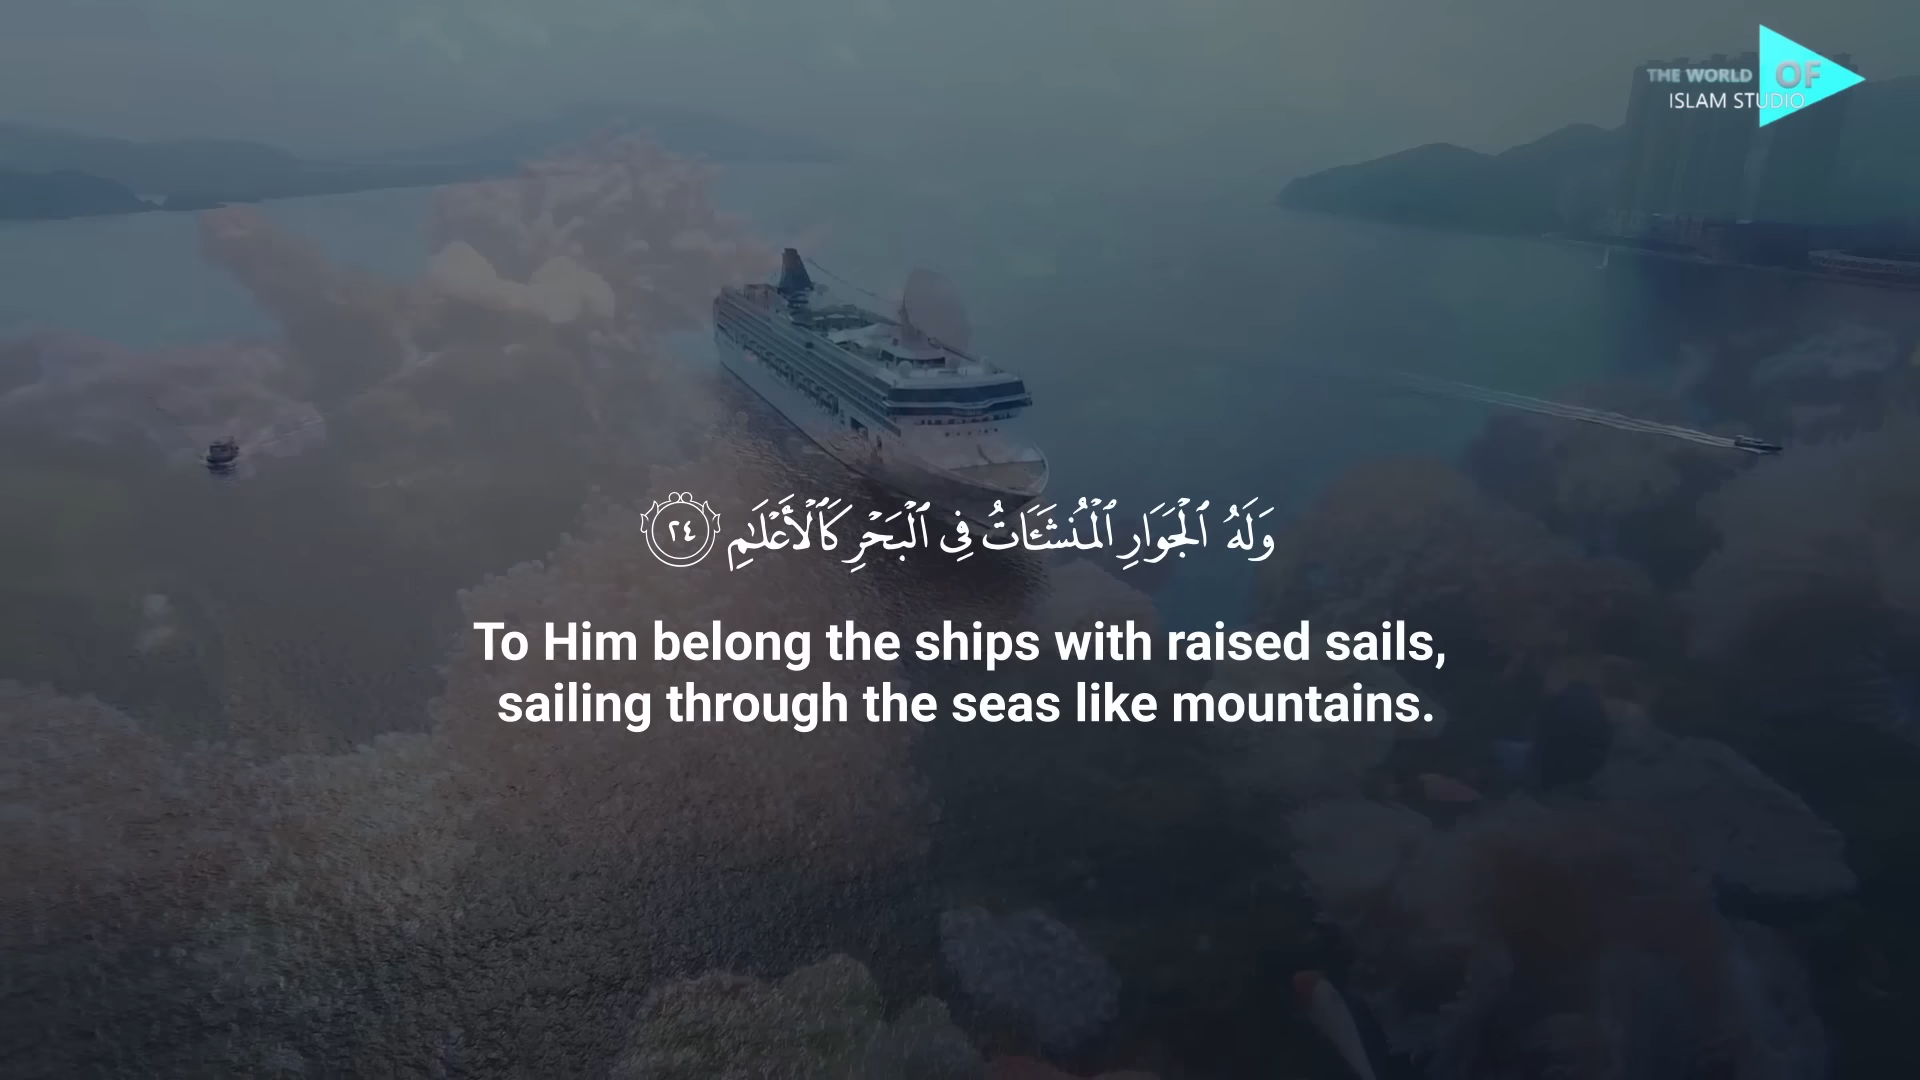 THE WORLD OF
ISLAM STUDIO
وَلَهُ ٱلْجَوَارِ ٱلْمُنشَـَٔاتُ فِى ٱلْبَحْرِ كَٱلْأَعْلَـٰمِ ٢٤
To Him belong the ships with raised sails,
sailing through the seas like mountains.